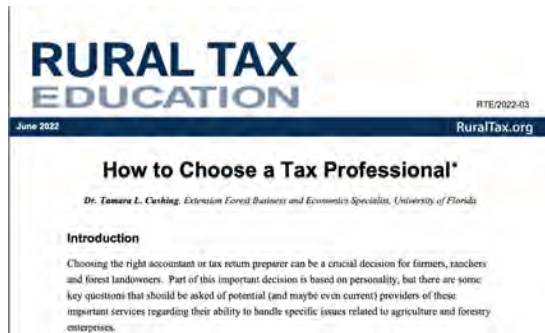 RURAL TAX
EDUCATION
RTE/2022-03
June 2022
RuralTax.org
How to Choose a Tax Professional*
Dr. Tamara L. Cushing, Extension Forest Business and Economics Specialist, University of Florida
Introduction
Choosing the right accountant or tax return preparer can be a crucial decision for farmers, ranchers
and forest landowners. Part of this important decision is based on personality, but there are some
key questions that should be asked of potential (and maybe even current) providers of these
important services regarding their ability to handle specific issues related to agriculture and forestry
enterprises.